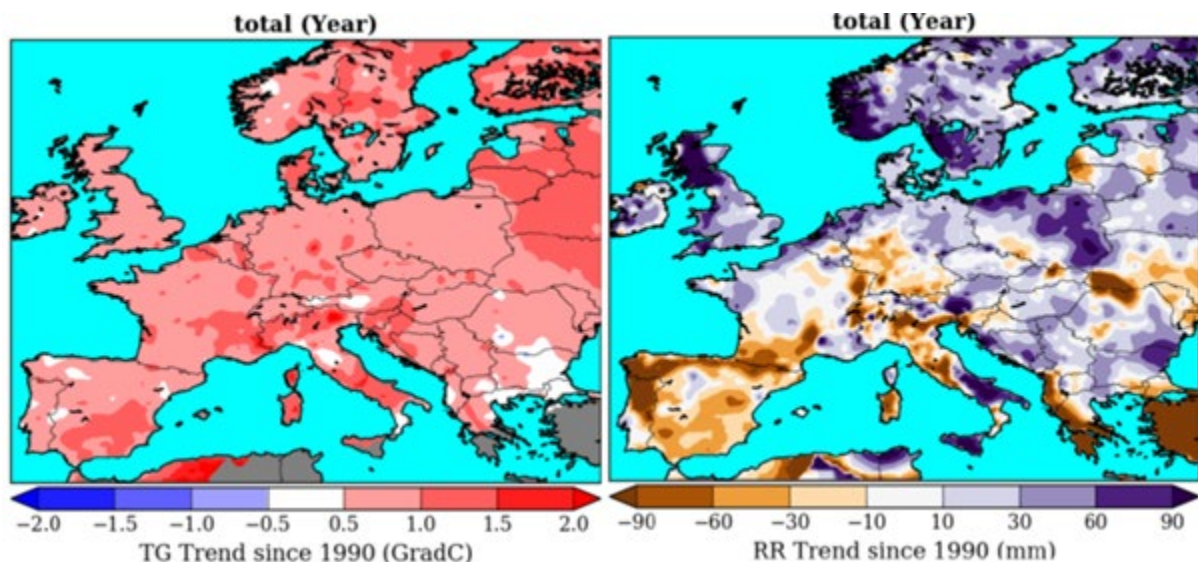 total (Year)
total (Year)
−2.0 −1.5 −1.0 −0.5 0.5 1.0 1.5 2.0
TG Trend since 1990 (GradC)
−90 −60 −30 −10 10 30 60 90
RR Trend since 1990 (mm)